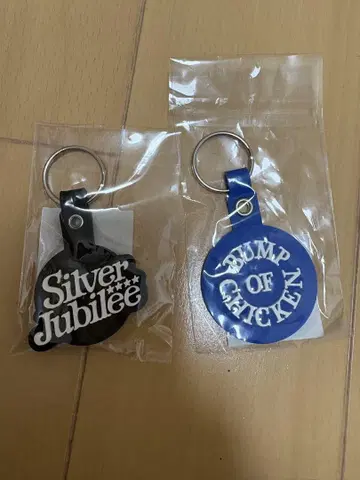 Silver
Jubilee
BUMP
OF
CHICKEN